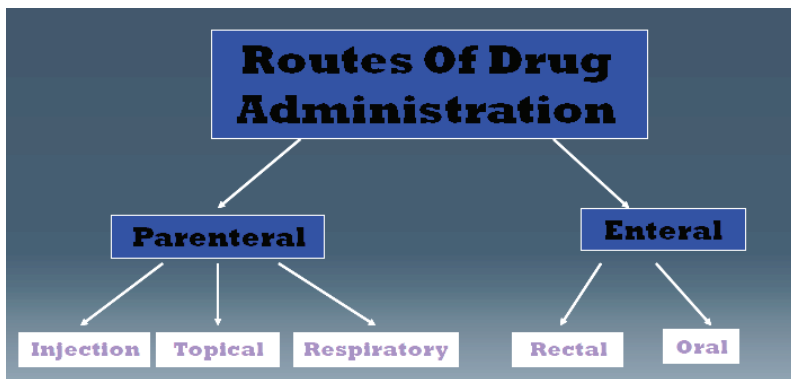 Routes Of Drug
Administration
Parenteral
Enteral
Injection
Topical
Respiratory
Rectal
Oral